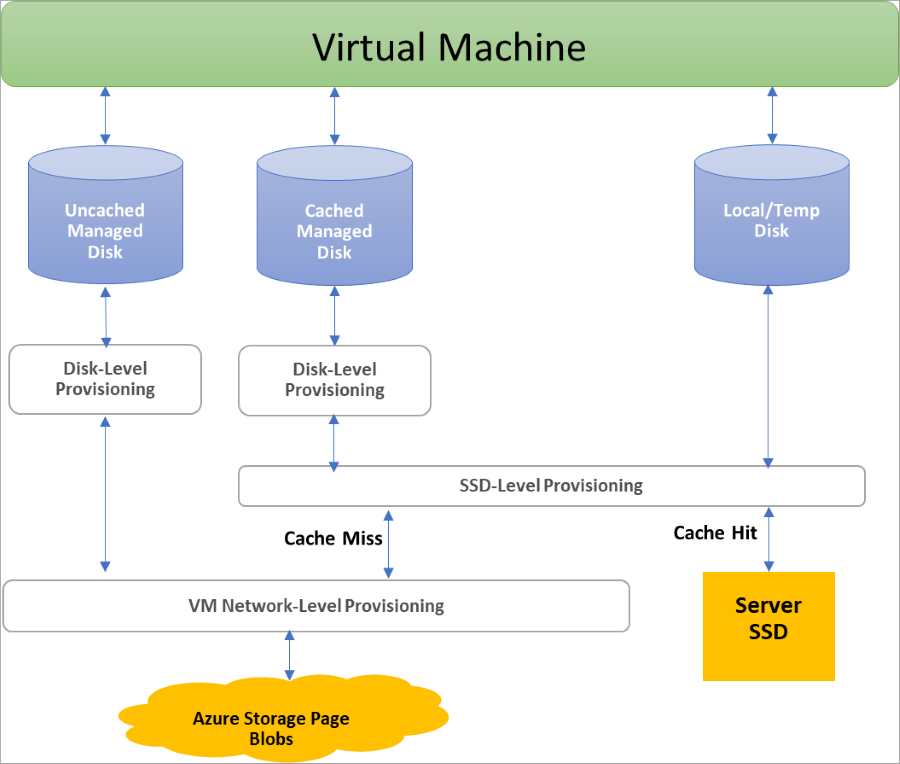 Virtual Machine
Uncached
Managed
Disk
Cached
Managed
Disk
Local/Temp
Disk
Disk-Level
Provisioning
Disk-Level
Provisioning
SSD-Level Provisioning
Cache Miss
Cache Hit
VM Network-Level Provisioning
Server
SSD
Azure Storage Page
Blobs